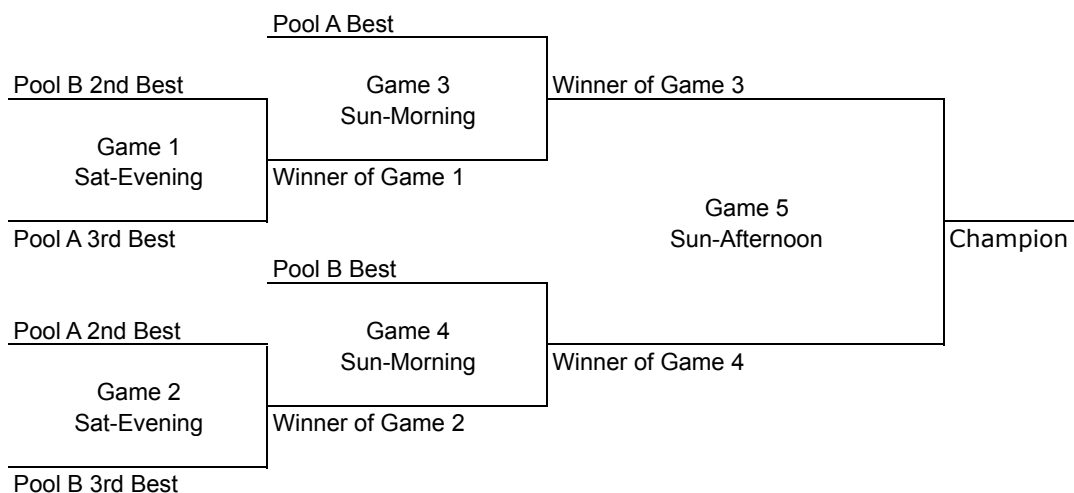 Pool A Best
Pool B 2nd Best
Game 3
Sun-Morning
Winner of Game 3
Game 1
Sat-Evening
Winner of Game 1
Pool A 3rd Best
Game 5
Sun-Afternoon
Champion
Pool B Best
Pool A 2nd Best
Game 4
Sun-Morning
Winner of Game 4
Game 2
Sat-Evening
Winner of Game 2
Pool B 3rd Best